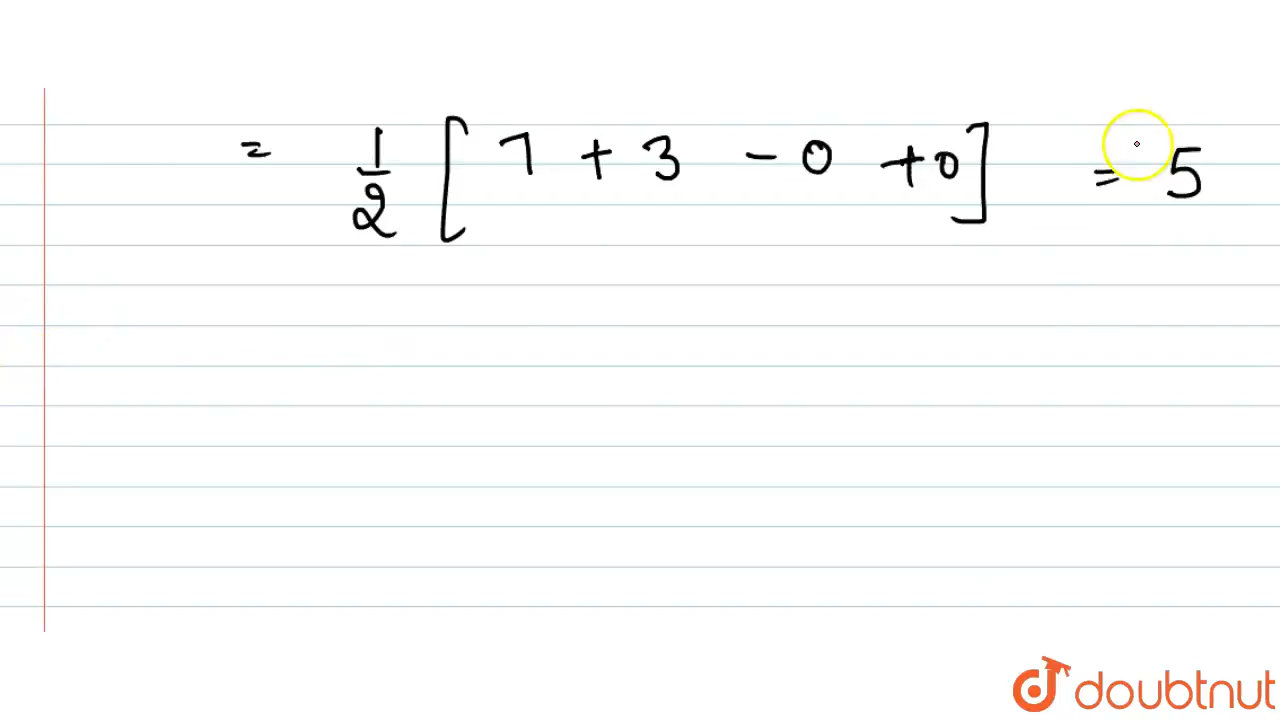 = 1/2 [ 7 + 3 - 0 + 0 ] = 5
doubtnut